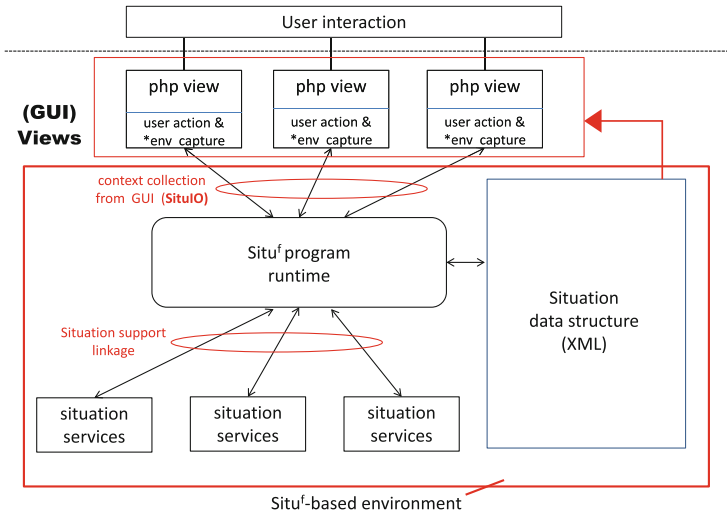 User interaction
php view
user action &
*env capture
php view
user action &
*env capture
php view
user action &
*env capture
(GUI)
Views
context collection
from GUI (SituIO)
Situᶠ program
runtime
Situation
data structure
(XML)
Situation support
linkage
situation
services
situation
services
situation
services
Situᶠ-based environment